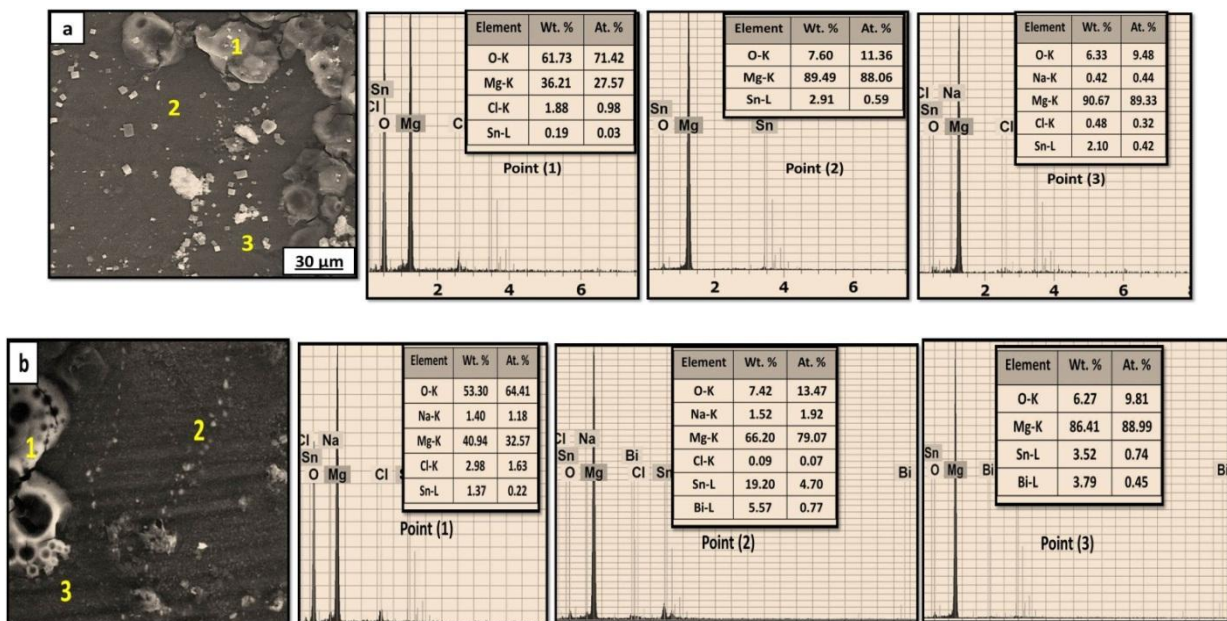 a
1
2
3
30 µm
Element Wt. % At. %
O-K 61.73 71.42
Mg-K 36.21 27.57
Cl-K 1.88 0.98
Sn-L 0.19 0.03
Point (1)
Sn
Cl
O Mg C
2 4 6
Element Wt. % At. %
O-K 7.60 11.36
Mg-K 89.49 88.06
Sn-L 2.91 0.59
Point (2)
Sn
O Mg Sn
2 4 6
Element Wt. % At. %
O-K 6.33 9.48
Na-K 0.42 0.44
Mg-K 90.67 89.33
Cl-K 0.48 0.32
Sn-L 2.10 0.42
Point (3)
Cl Na
Sn
O Mg Cl
2 4 6
b
1
2
3
Element Wt. % At. %
O-K 53.30 64.41
Na-K 1.40 1.18
Mg-K 40.94 32.57
Cl-K 2.98 1.63
Sn-L 1.37 0.22
Point (1)
Cl Na
Sn
O Mg Cl
Element Wt. % At. %
O-K 7.42 13.47
Na-K 1.52 1.92
Mg-K 66.20 79.07
Cl-K 0.09 0.07
Sn-L 19.20 4.70
Bi-L 5.57 0.77
Point (2)
Cl Na
Sn Bi
O Mg Cl Sn Bi
Element Wt. % At. %
O-K 6.27 9.81
Mg-K 86.41 88.99
Sn-L 3.52 0.74
Bi-L 3.79 0.45
Point (3)
Sn
O Mg Bi Bi